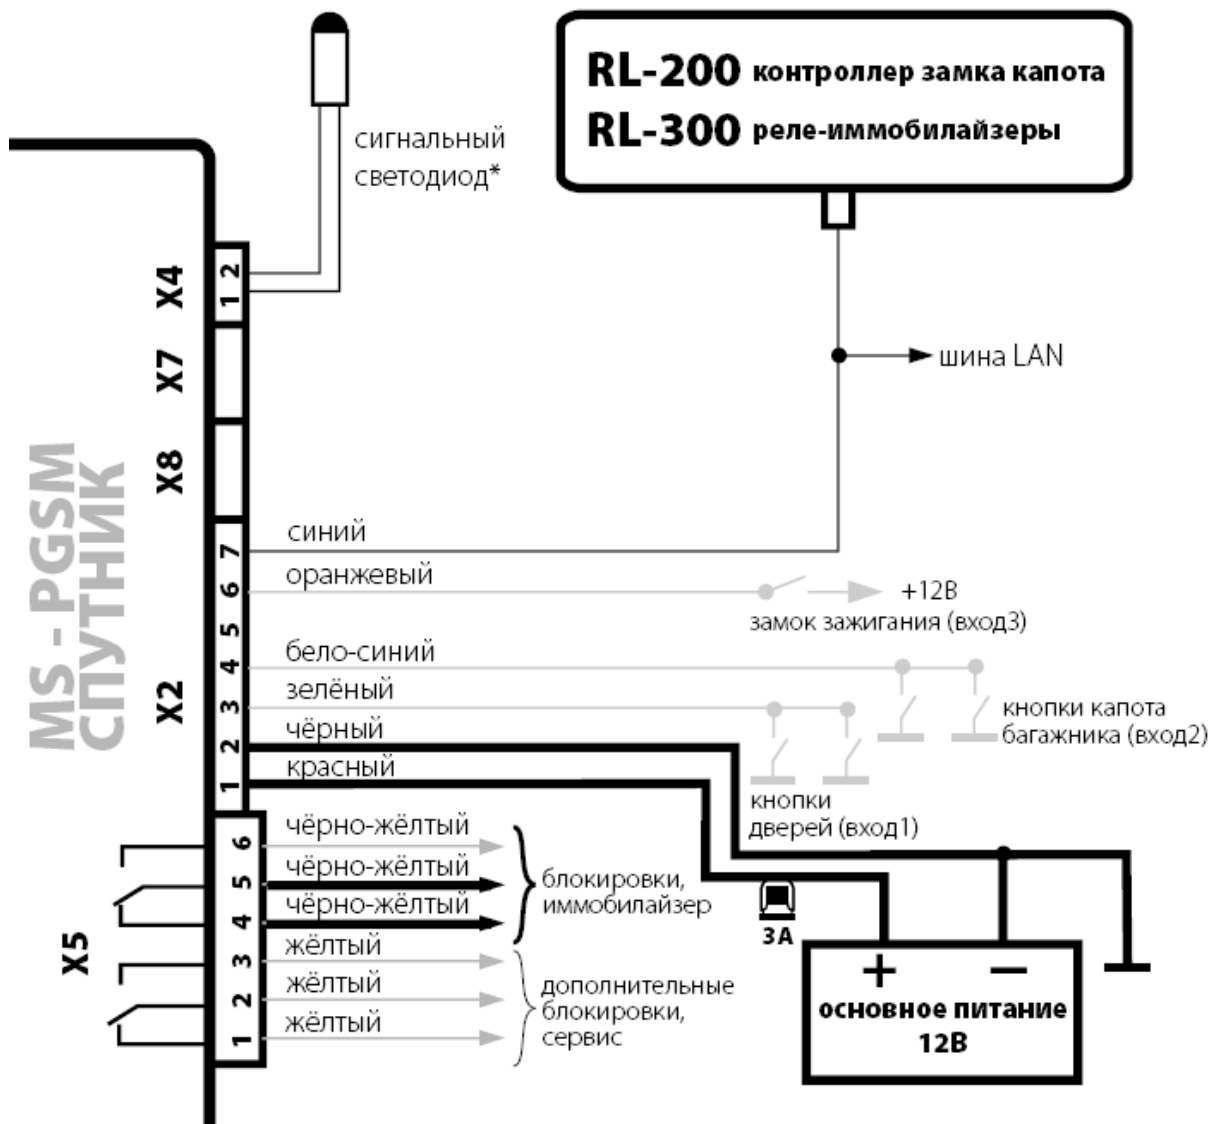 RL-200 контроллер замка капота
RL-300 реле-иммобилайзеры
сигнальный
светодиод*
X4
2
1
X7
шина LAN
X8
MS - PGSM
СПУТНИК
X2
7
синий
6
оранжевый
+12В
замок зажигания (вход3)
5
4
бело-синий
3
зелёный
кнопки капота
багажника (вход2)
2
чёрный
1
красный
кнопки
дверей (вход1)
X5
6
чёрно-жёлтый
5
чёрно-жёлтый
4
чёрно-жёлтый
блокировки,
иммобилайзер
3
жёлтый
2
жёлтый
1
жёлтый
дополнительные
блокировки,
сервис
3А
+ −
основное питание
12В